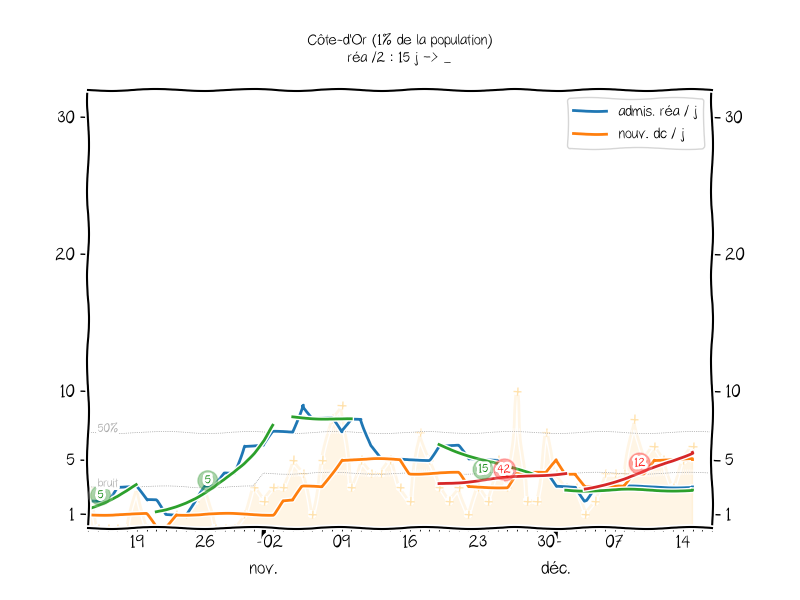 Côte-d'Or (1% de la population)
réa /2 : 15 j -> _
admis. réa / j
nouv. dc / j
30 30
20 20
10 10
50%
5 5
bruit
1 1
5 5 15 42 12
19 26 02 09 16 23 30 07 14
nov. déc.